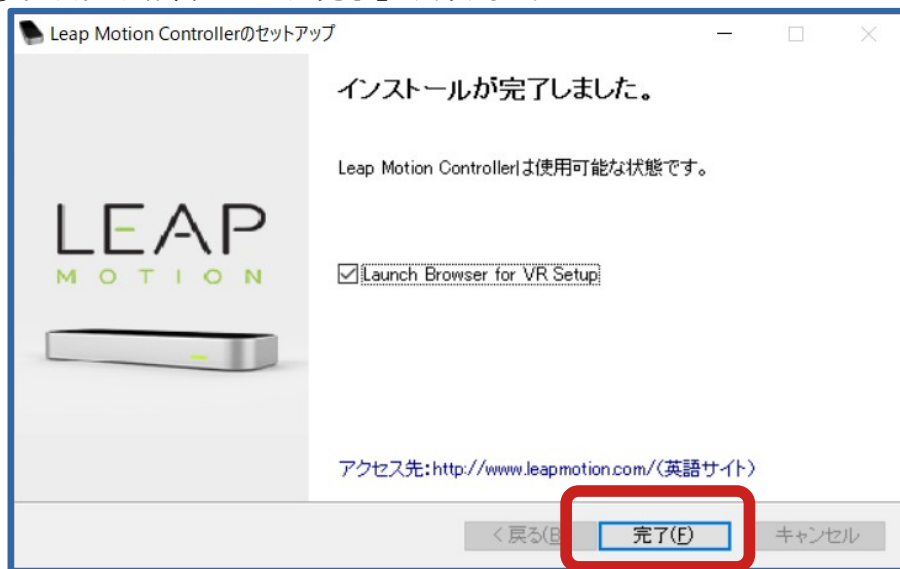 Leap Motion Controllerのセットアップ
インストールが完了しました。
Leap Motion Controllerは使用可能な状態です。
LEAP
MOTION
Launch Browser for VR Setup
アクセス先:http://www.leapmotion.com/(英語サイト)
< 戻る(B
完了(F)
キャンセル